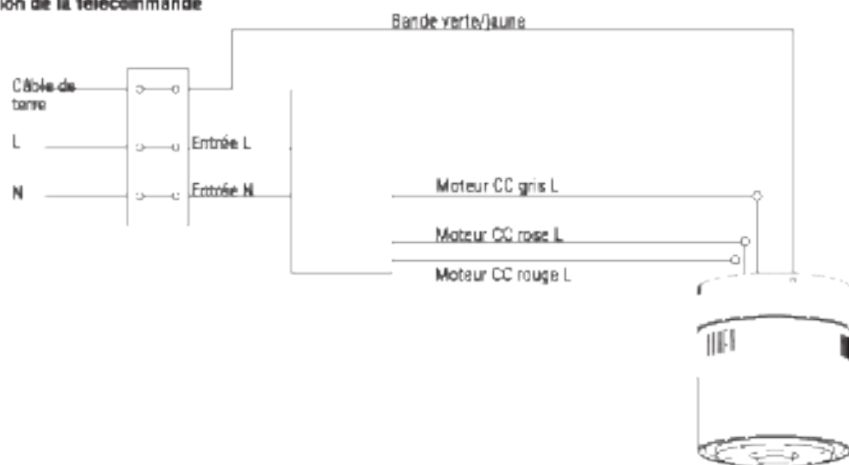 ion de la télécommande
Bande verte/jaune
Câble de
terre
L
Entrée L
N
Entrée N
Moteur CC gris L
Moteur CC rose L
Moteur CC rouge L